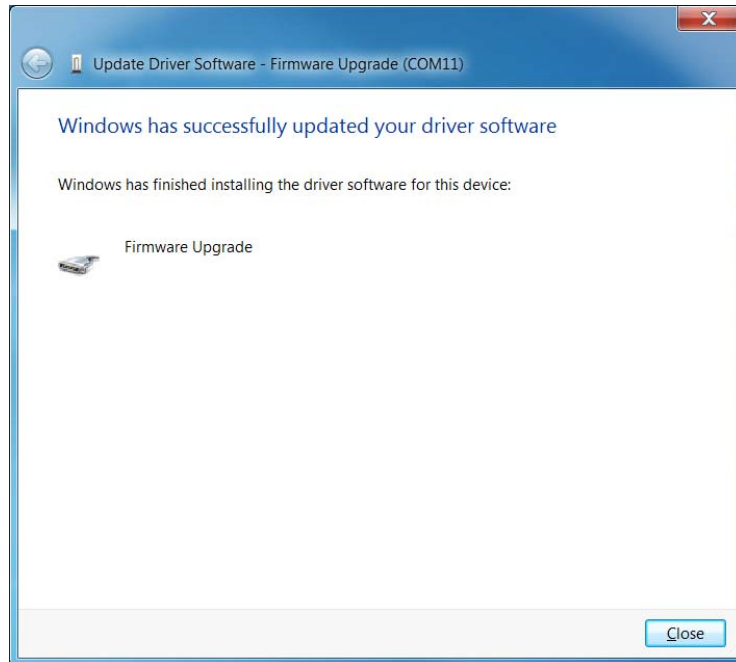 Update Driver Software - Firmware Upgrade (COM11)
Windows has successfully updated your driver software
Windows has finished installing the driver software for this device:
Firmware Upgrade
Close